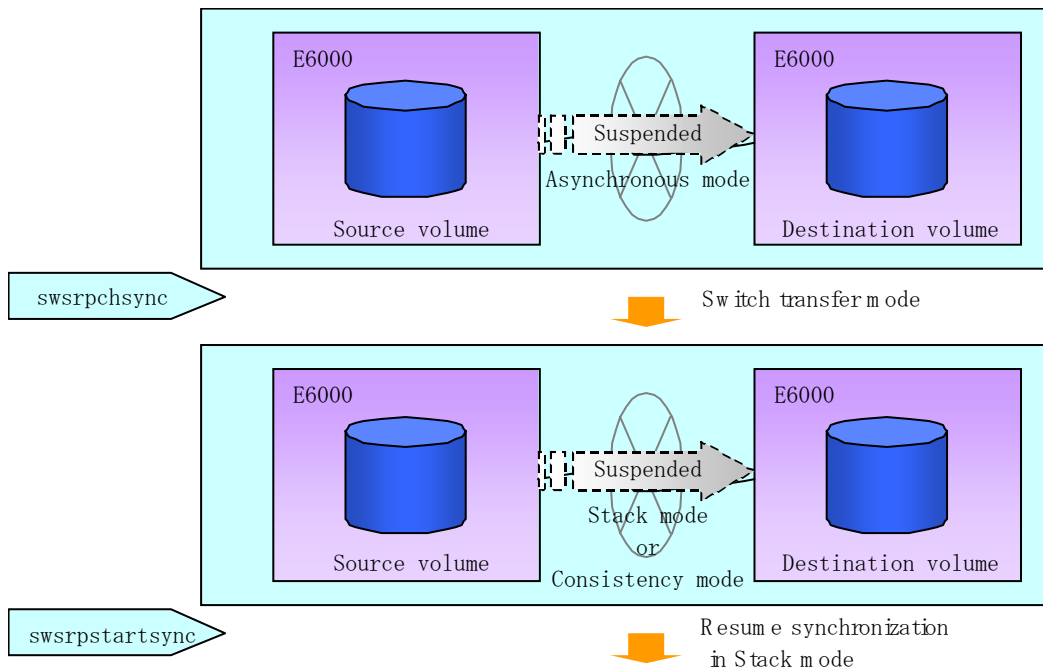 E6000
E6000
Suspended
Asynchronous mode
Source volume
Destination volume
swsrpchsync
Switch transfer mode
E6000
E6000
Suspended
Stack mode
or
Consistency mode
Source volume
Destination volume
swsrpstartsync
Resume synchronization
in Stack mode